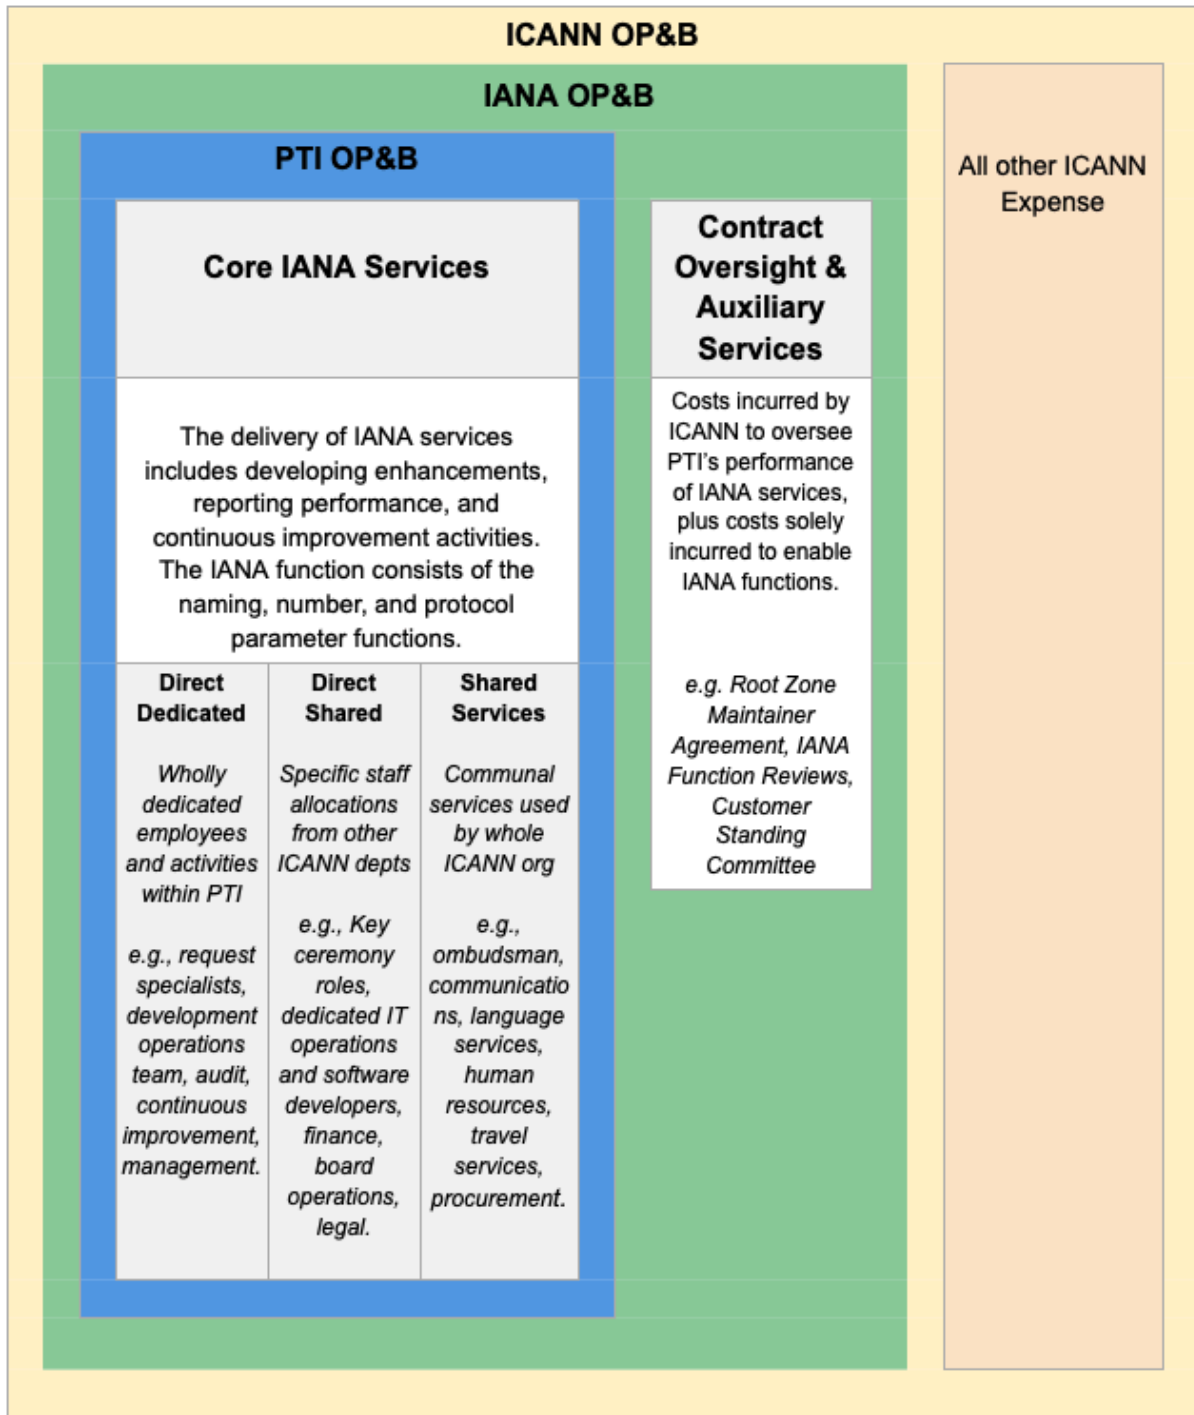 ICANN OP&B
IANA OP&B
PTI OP&B
Core IANA Services
The delivery of IANA services
includes developing enhancements,
reporting performance, and
continuous improvement activities.
The IANA function consists of the
naming, number, and protocol
parameter functions.
Direct
Dedicated
Wholly
dedicated
employees
and activities
within PTI
e.g., request
specialists,
development
operations
team, audit,
continuous
improvement,
management.
Direct
Shared
Specific staff
allocations
from other
ICANN depts
e.g., Key
ceremony
roles,
dedicated IT
operations
and software
developers,
finance,
board
operations,
legal.
Shared
Services
Communal
services used
by whole
ICANN org
e.g.,
ombudsman,
communicatio
ns, language
services,
human
resources,
travel
services,
procurement.
Contract
Oversight &
Auxiliary
Services
Costs incurred by
ICANN to oversee
PTI's performance
of IANA services,
plus costs solely
incurred to enable
IANA functions.
e.g. Root Zone
Maintainer
Agreement, IANA
Function Reviews,
Customer
Standing
Committee
All other ICANN
Expense